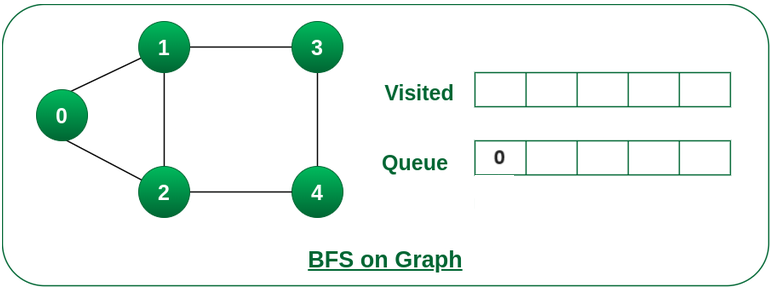 1 3
Visited
0
Queue 0
2 4
BFS on Graph